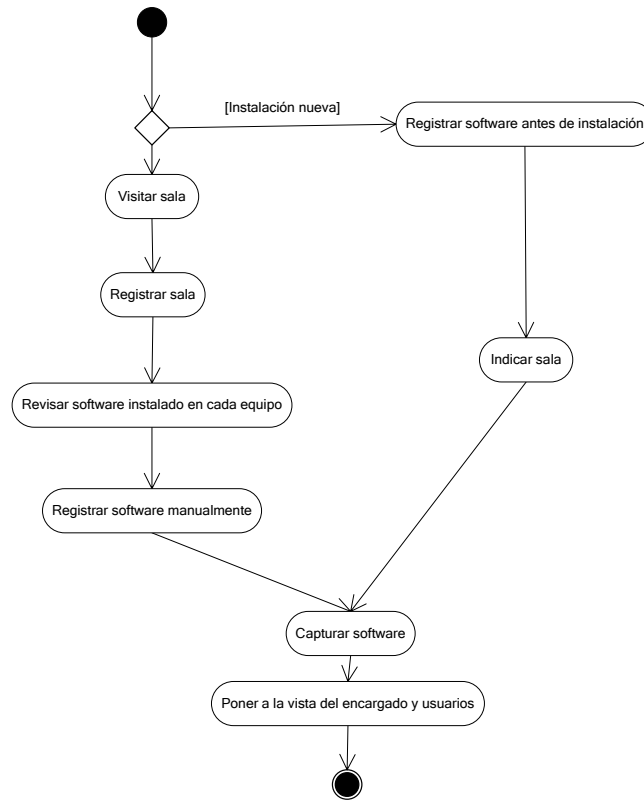 [Instalación nueva]
Registrar software antes de instalación
Visitar sala
Registrar sala
Indicar sala
Revisar software instalado en cada equipo
Registrar software manualmente
Capturar software
Poner a la vista del encargado y usuarios